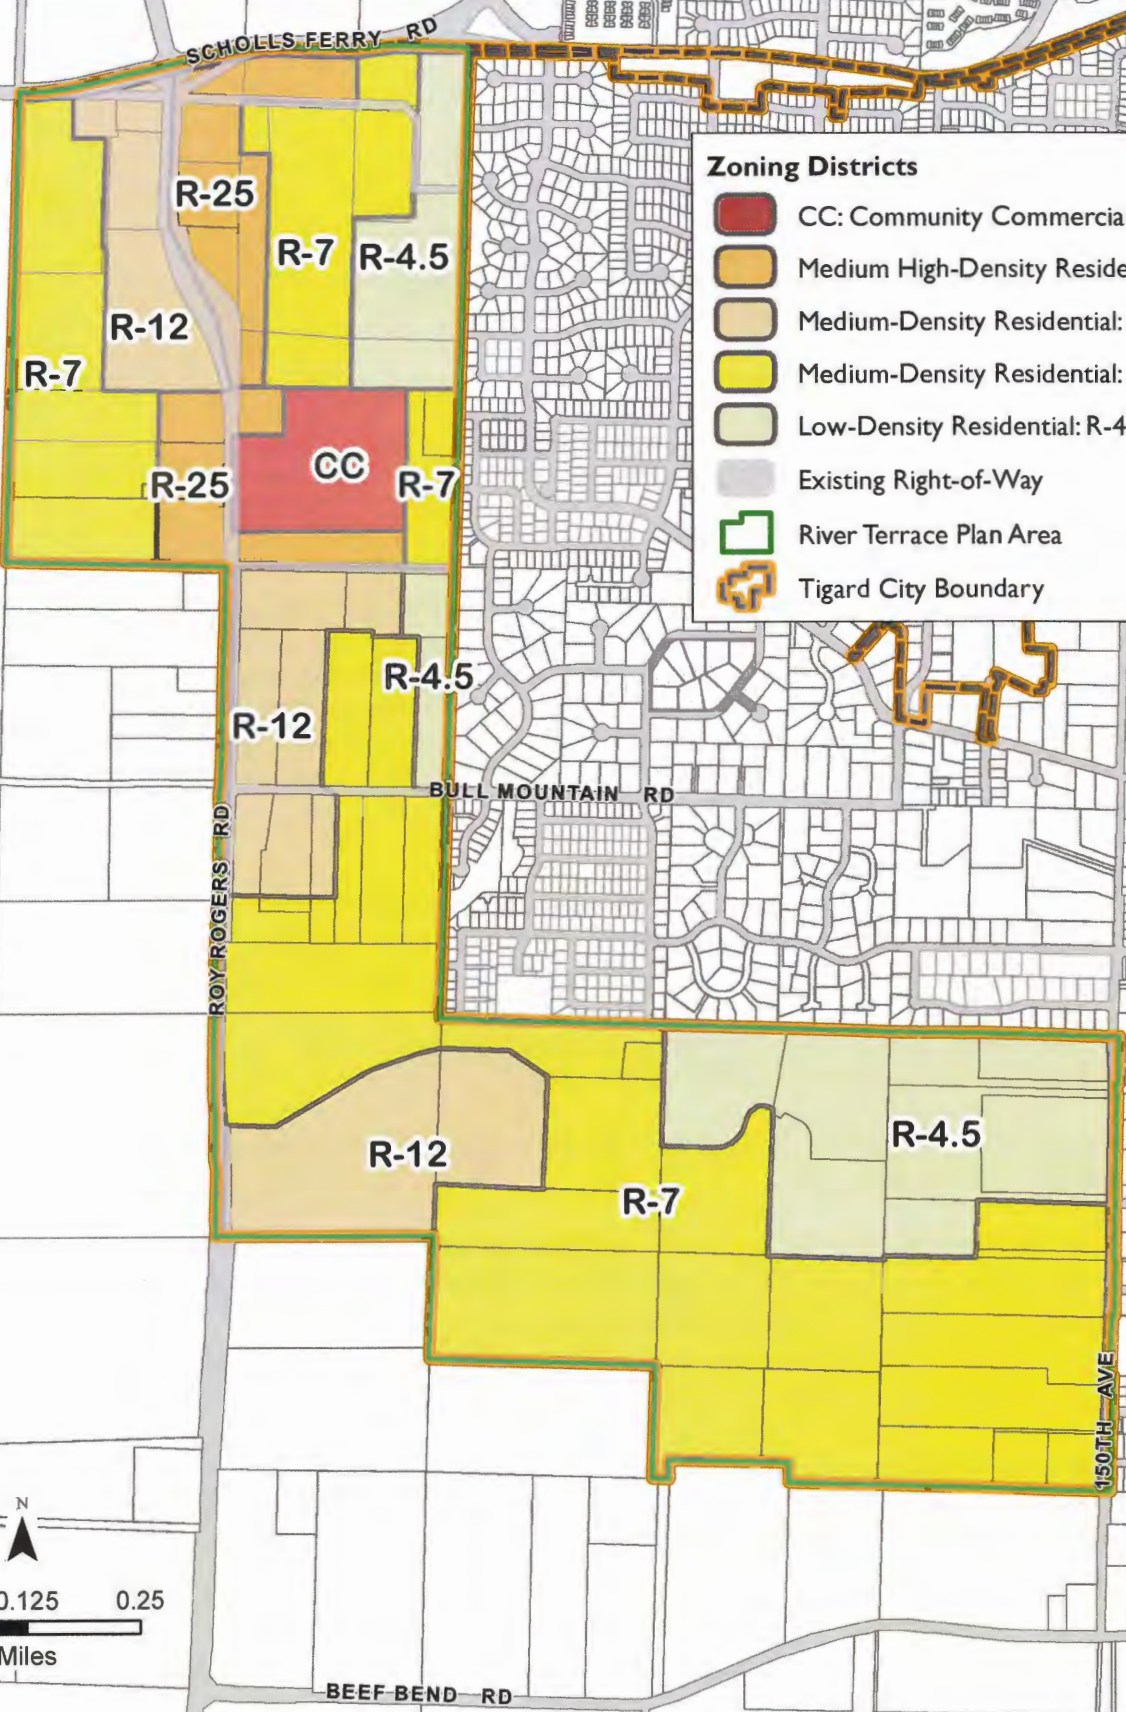 SCHOLLS FERRY RD
Zoning Districts
CC: Community Commercia
Medium High-Density Reside
Medium-Density Residential:
Medium-Density Residential:
Low-Density Residential: R-4
Existing Right-of-Way
River Terrace Plan Area
Tigard City Boundary
R-25
R-7
R-4.5
R-12
R-7
CC
R-25
R-7
R-4.5
R-12
BULL MOUNTAIN RD
ROY ROGERS RD
R-12
R-4.5
R-7
150TH AVE
N
0.125 0.25
Miles
BEEF BEND RD